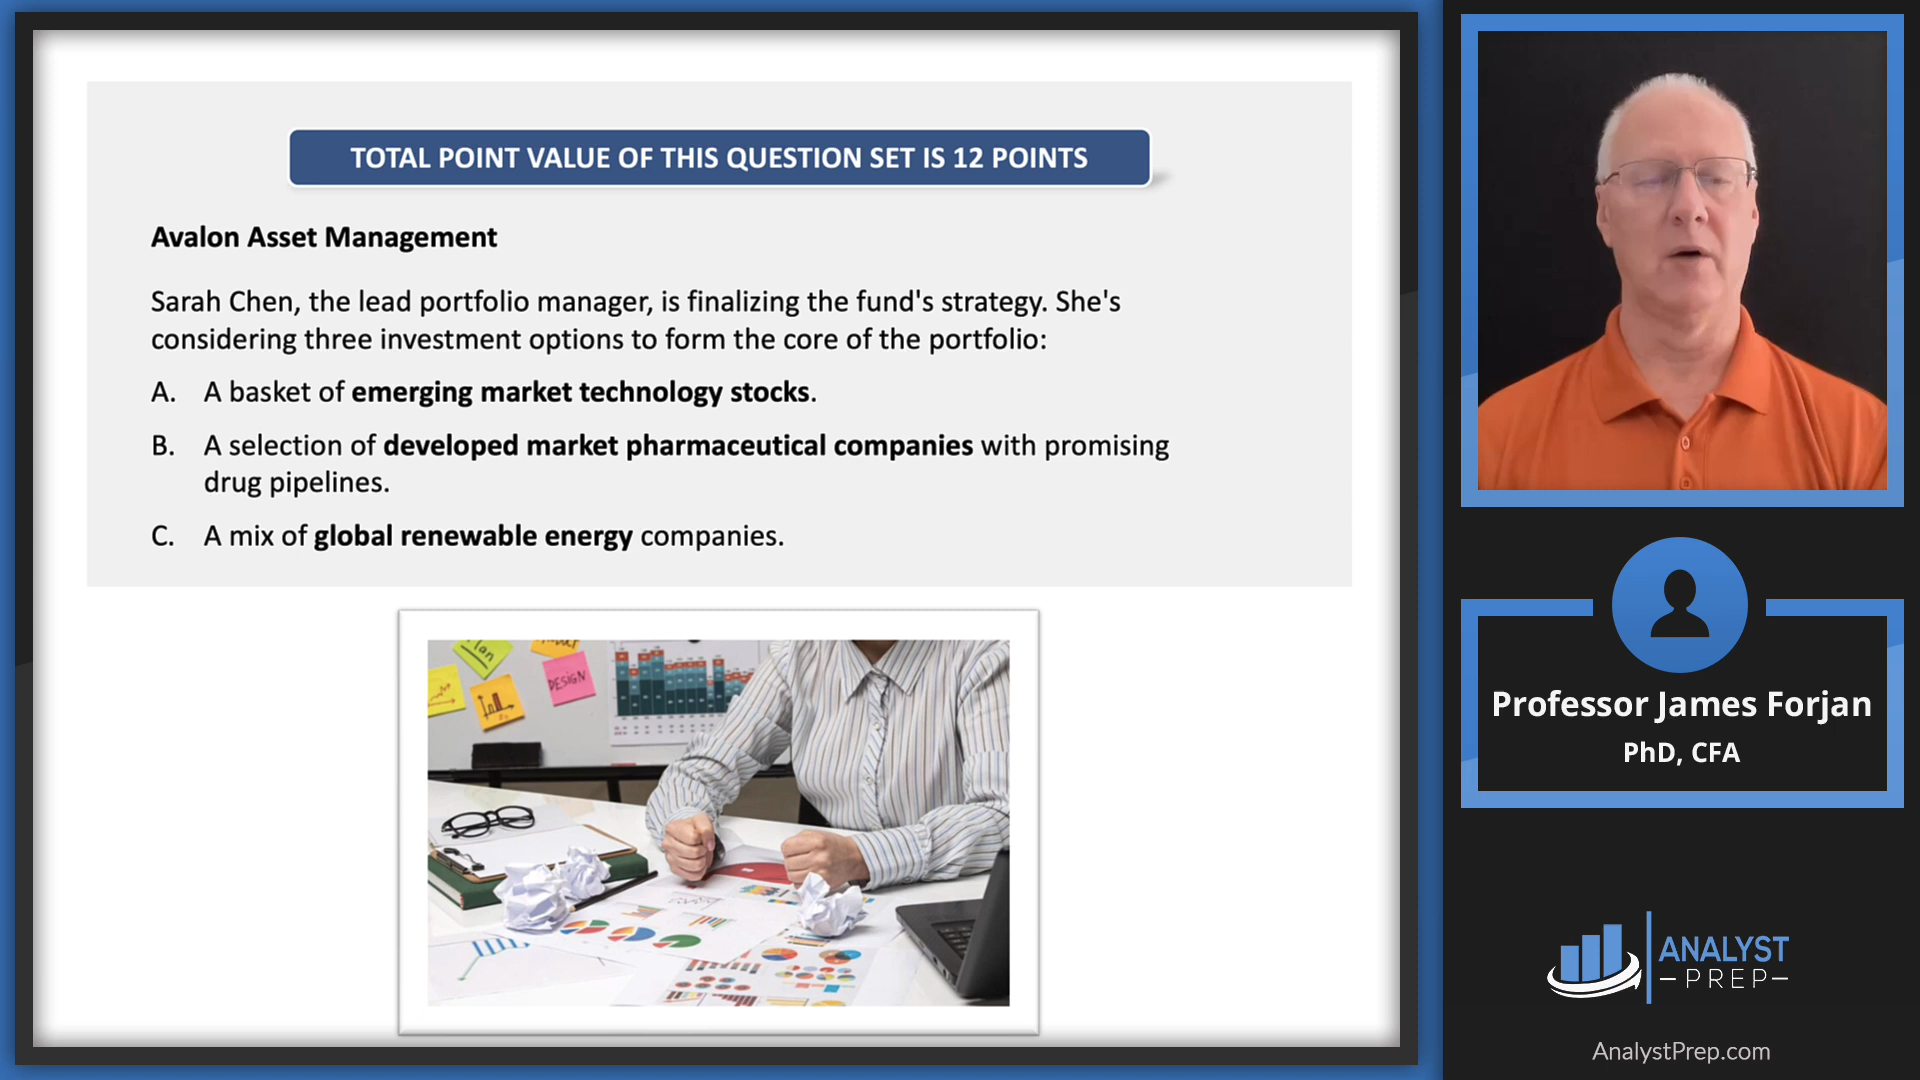 TOTAL POINT VALUE OF THIS QUESTION SET IS 12 POINTS
Avalon Asset Management
Sarah Chen, the lead portfolio manager, is finalizing the fund's strategy. She's
considering three investment options to form the core of the portfolio:
A. A basket of emerging market technology stocks.
B. A selection of developed market pharmaceutical companies with promising
drug pipelines.
C. A mix of global renewable energy companies.
DESIGN
Professor James Forjan
PhD, CFA
ANALYST
PREP
AnalystPrep.com